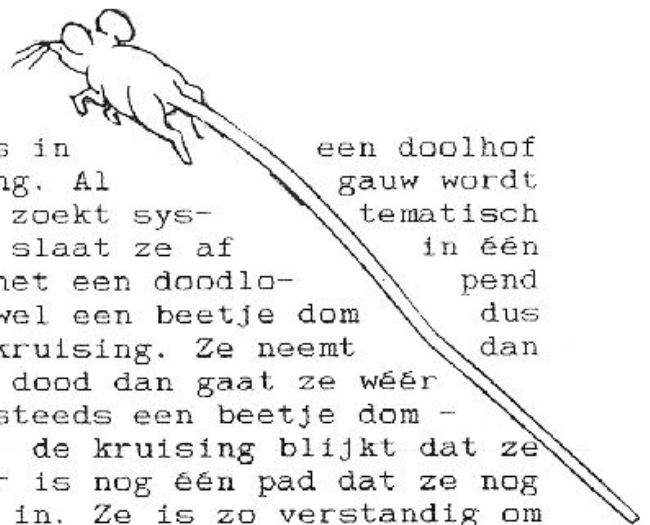 s in een doolhof
ng. Al gauw wordt
zoekt sys- tematisch
slaat ze af in één
het een doodlo- pend
wel een beetje dom dus
kruising. Ze neemt dan
dood dan gaat ze wéér
steeds een beetje dom -
de kruising blijkt dat ze
r is nog één pad dat ze nog
in. Ze is zo verstandig om